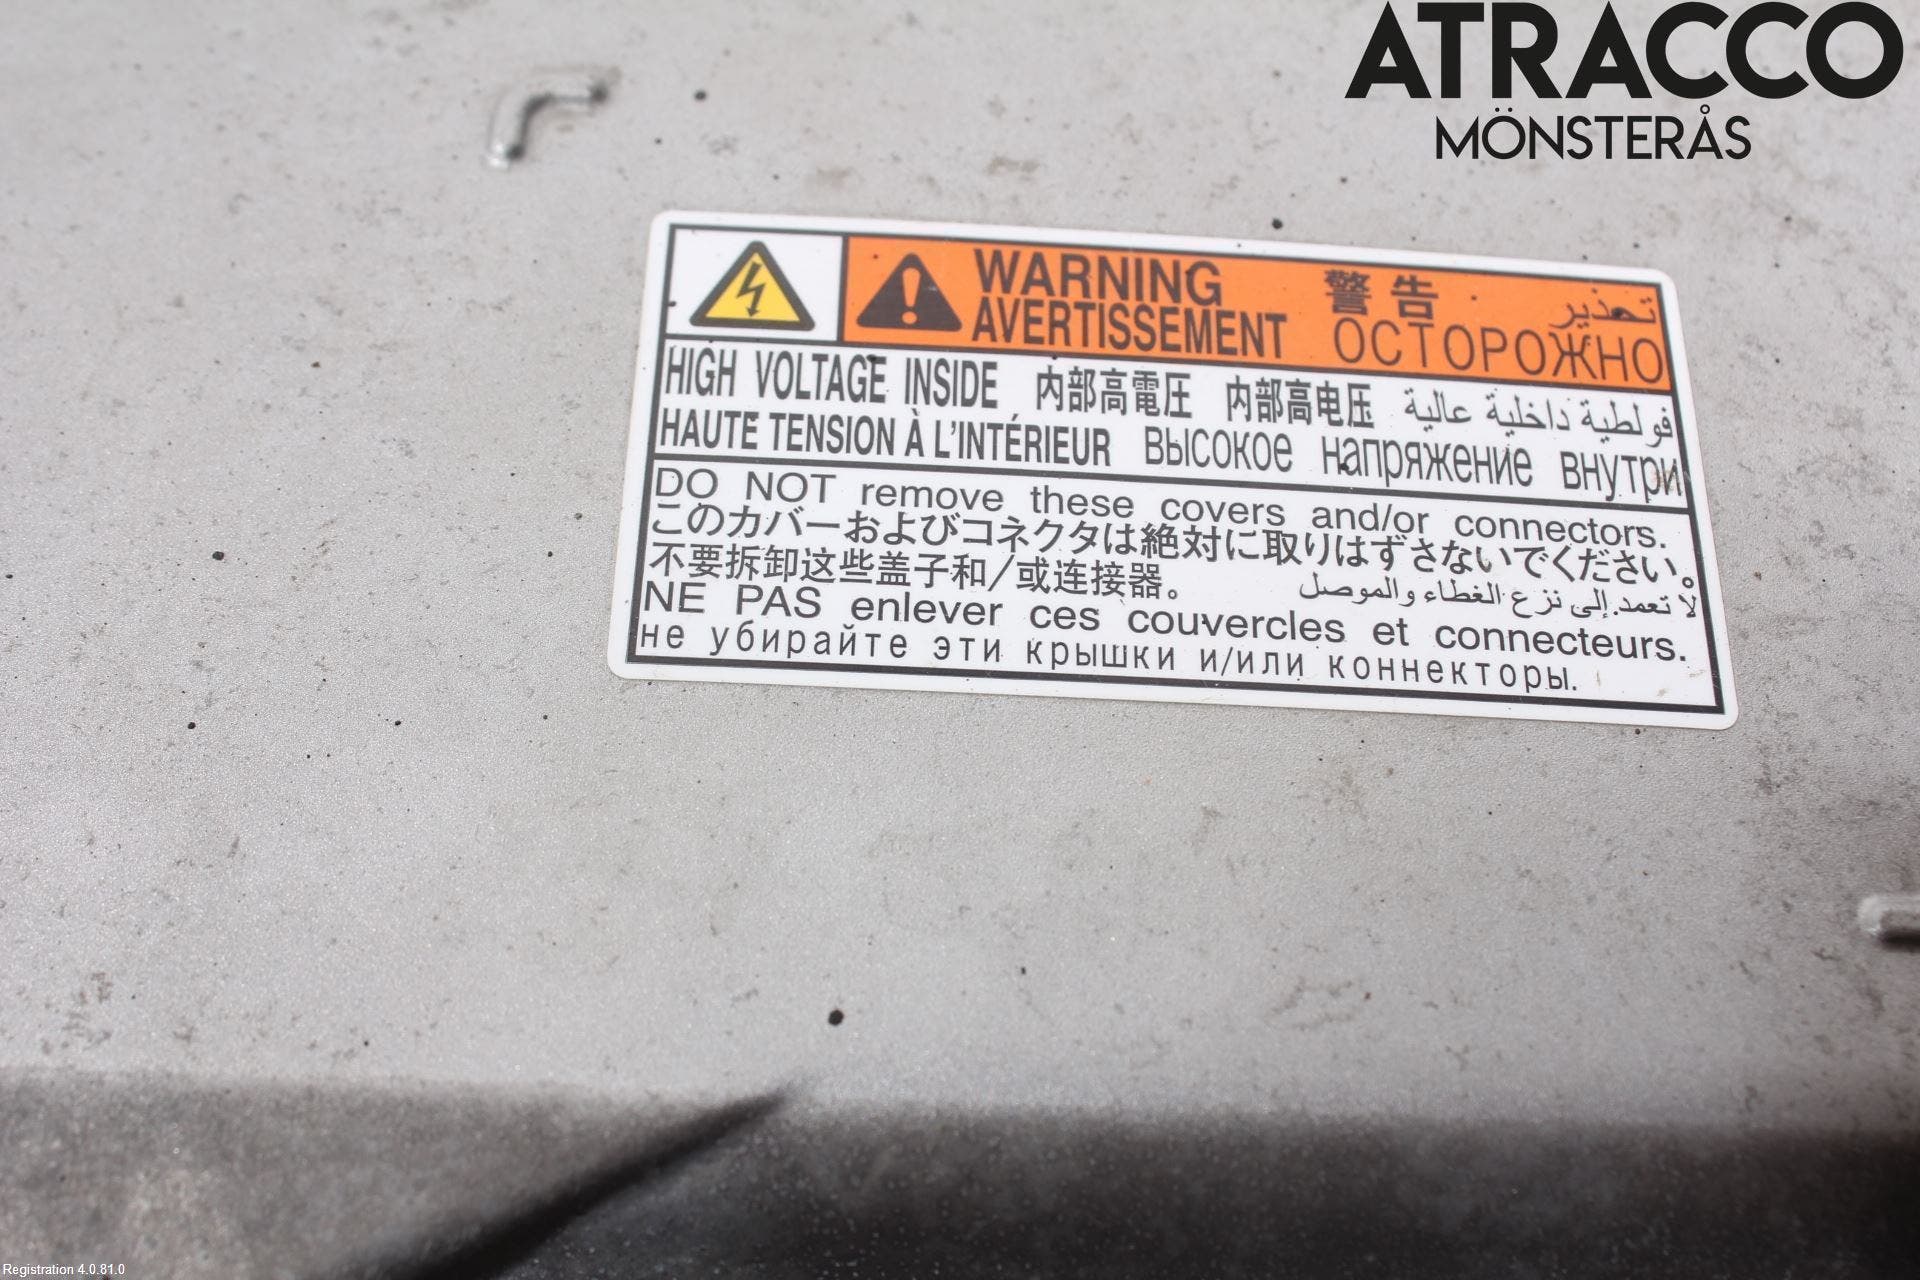 ATRACCO
MÖNSTERÅS
WARNING 警告 تحذير
AVERTISSEMENT ОСТОРОЖНО
HIGH VOLTAGE INSIDE 内部高電圧 内部高电压 فولطية داخلية عالية
HAUTE TENSION À L'INTÉRIEUR высокое напряжение внутри
DO NOT remove these covers and/or connectors.
このカバーおよびコネクタは絶対に取りはずさないでください。
不要拆卸这些盖子和/或连接器。 لا تعمد إلى نزع الغطاء والموصل
NE PAS enlever ces couvercles et connecteurs.
не убирайте эти крышки и/или коннекторы.
Registration 4.0.81.0